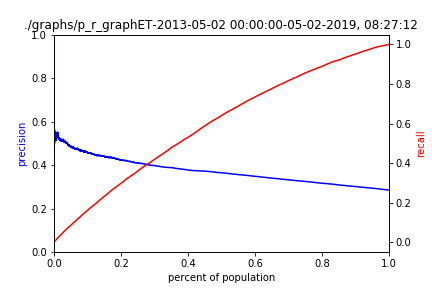 ./graphs/p_r_graphET-2013-05-02 00:00:00-05-02-2019, 08:27:12
1.0
0.8
0.6
0.4
0.2
0.0
precision
1.0
0.8
0.6
0.4
0.2
0.0
recall
0.0 0.2 0.4 0.6 0.8 1.0
percent of population